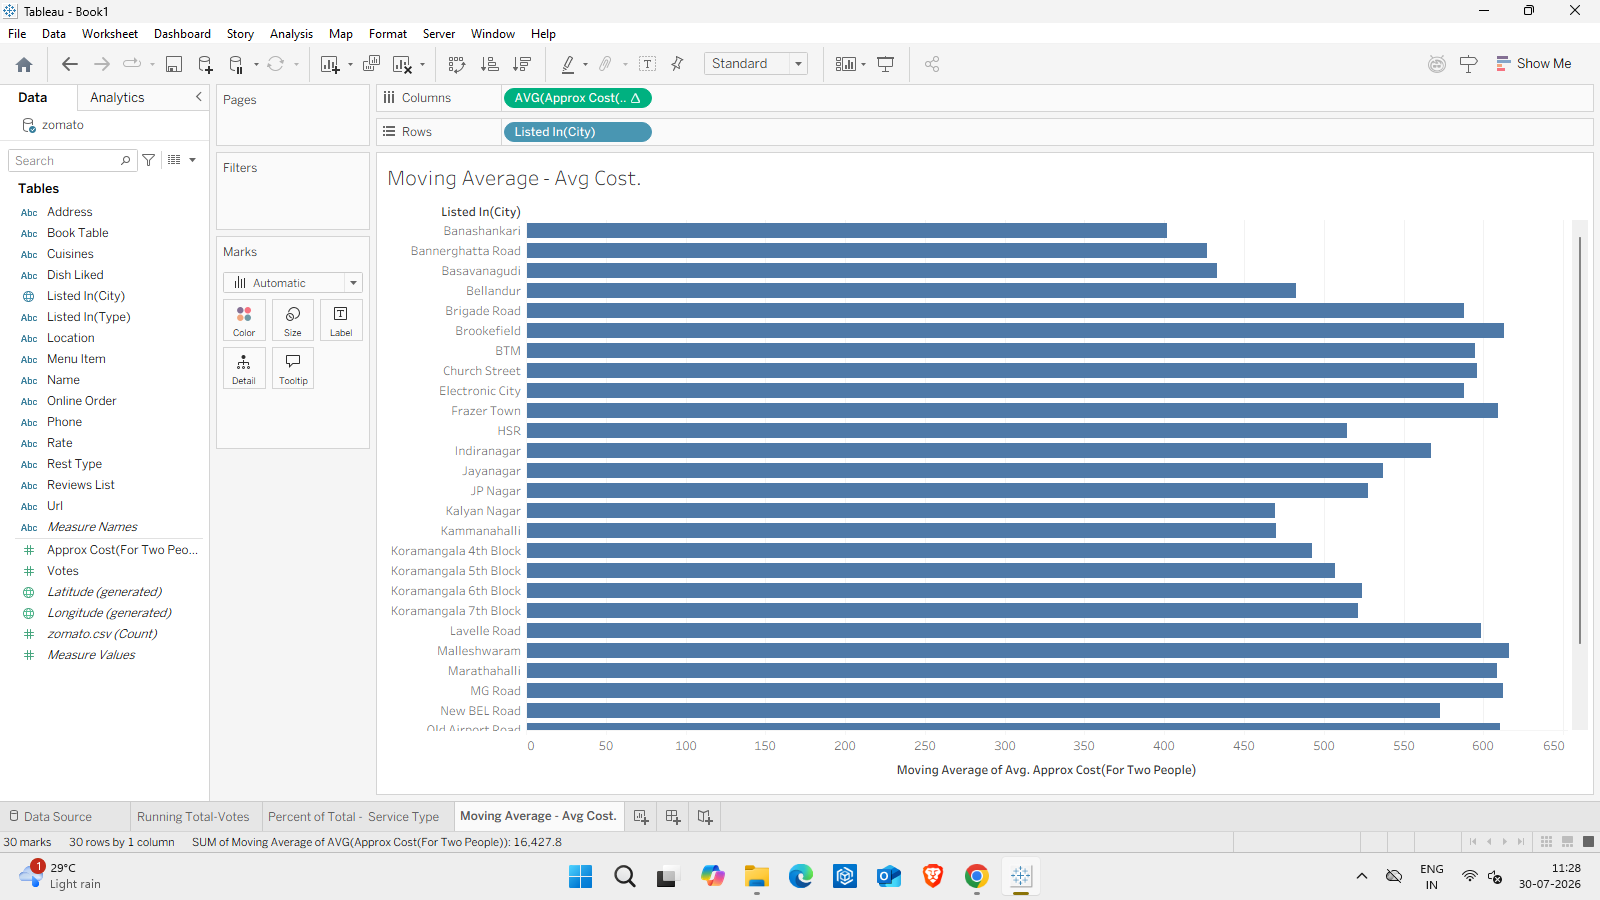 Tableau - Book1
File Data Worksheet Dashboard Story Analysis Map Format Server Window Help
Standard
Show Me
Data Analytics
zomato
Search
Tables
Abc Address
Abc Book Table
Abc Cuisines
Abc Dish Liked
Listed In(City)
Abc Listed In(Type)
Abc Location
Abc Menu Item
Abc Name
Abc Online Order
Abc Phone
Abc Rate
Abc Rest Type
Abc Reviews List
Abc Url
Abc Measure Names
# Approx Cost(For Two Peo...
# Votes
Latitude (generated)
Longitude (generated)
# zomato.csv (Count)
# Measure Values
Pages
Filters
Marks
Automatic
Color Size Label
Detail Tooltip
Columns AVG(Approx Cost(.. Δ
Rows Listed In(City)
Moving Average - Avg Cost.
Listed In(City)
Banashankari
Bannerghatta Road
Basavanagudi
Bellandur
Brigade Road
Brookefield
BTM
Church Street
Electronic City
Frazer Town
HSR
Indiranagar
Jayanagar
JP Nagar
Kalyan Nagar
Kammanahalli
Koramangala 4th Block
Koramangala 5th Block
Koramangala 6th Block
Koramangala 7th Block
Lavelle Road
Malleshwaram
Marathahalli
MG Road
New BEL Road
Old Airport Road
0 50 100 150 200 250 300 350 400 450 500 550 600 650
Moving Average of Avg. Approx Cost(For Two People)
Data Source Running Total-Votes Percent of Total - Service Type Moving Average - Avg Cost.
30 marks 30 rows by 1 column SUM of Moving Average of AVG(Approx Cost(For Two People)): 16,427.8
1
29°C
Light rain
ENG
IN
11:28
30-07-2026